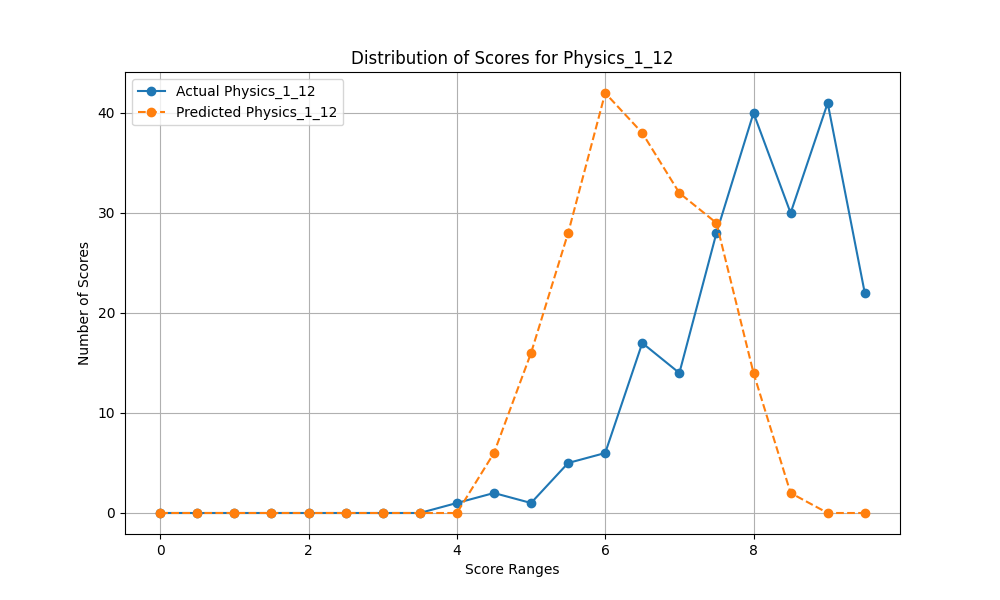 Distribution of Scores for Physics_1_12
Actual Physics_1_12
Predicted Physics_1_12
Number of Scores
40
30
20
10
0
0 2 4 6 8
Score Ranges